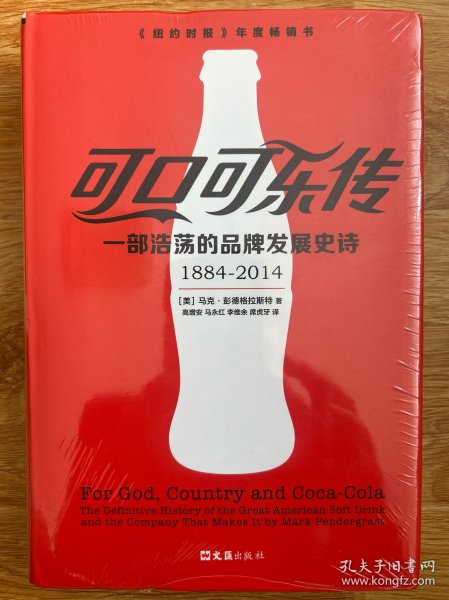 《纽约时报》年度畅销书
可口可乐传
一部浩荡的品牌发展史诗
1884-2014
[美] 马克·彭德格拉斯特 著
高增安 马永红 李维余 席虎牙 译
For God, Country and Coca-Cola
The Definitive History of the Great American Soft Drink
and the Company That Makes It by Mark Pendergrast
文匯出版社
孔夫子旧书网
www.kongfz.com